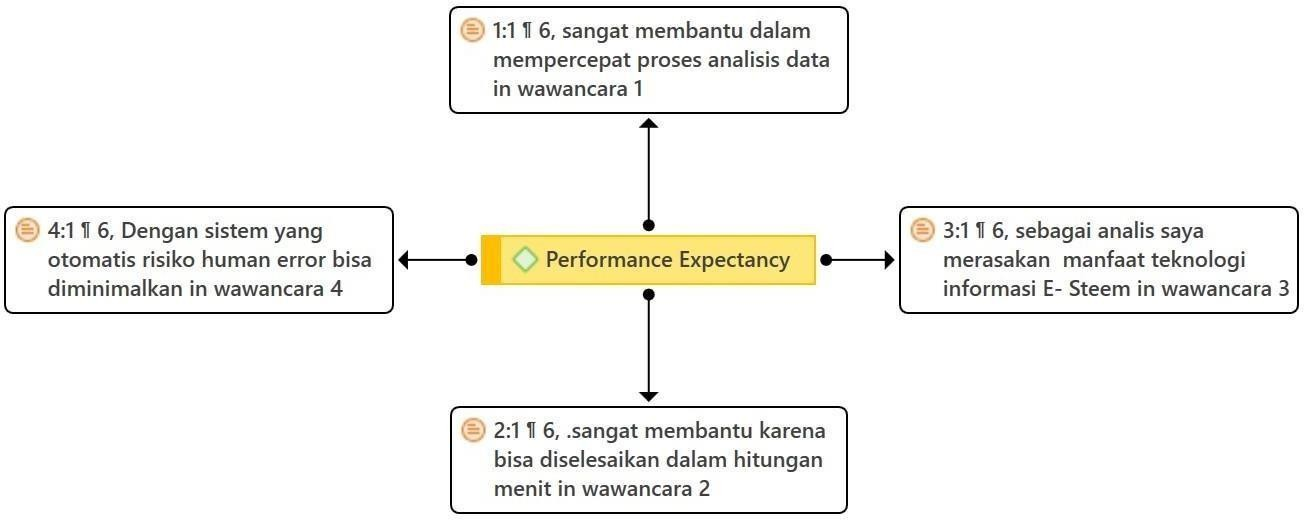 1:1 ¶ 6, sangat membantu dalam
mempercepat proses analisis data
in wawancara 1
4:1 ¶ 6, Dengan sistem yang
otomatis risiko human error bisa
diminimalkan in wawancara 4
Performance Expectancy
3:1 ¶ 6, sebagai analis saya
merasakan  manfaat teknologi
informasi E- Steem in wawancara 3
2:1 ¶ 6, .sangat membantu karena
bisa diselesaikan dalam hitungan
menit in wawancara 2